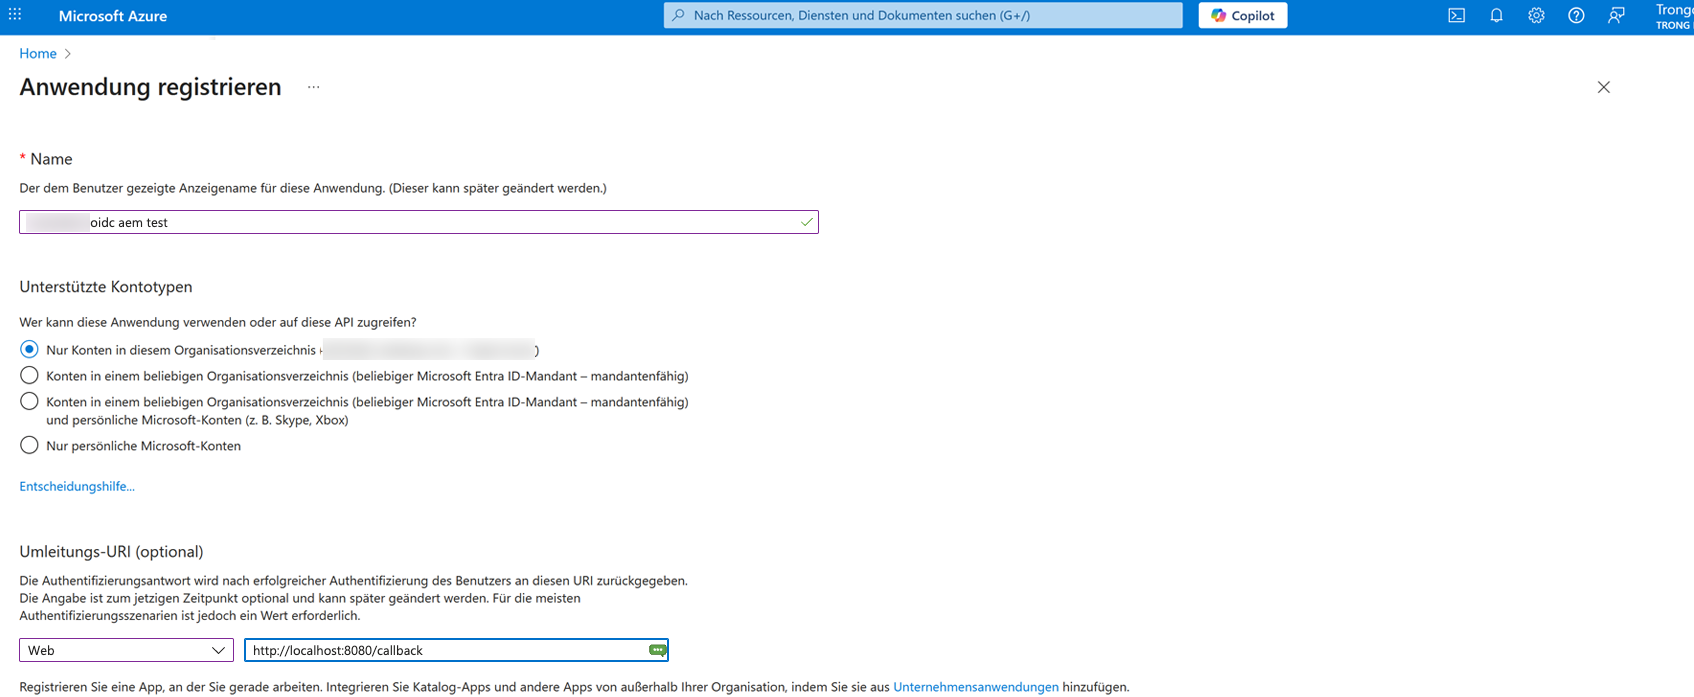 Microsoft Azure
Nach Ressourcen, Diensten und Dokumenten suchen (G+/)
Copilot
TRONG
Home
Anwendung registrieren ...
* Name
Der dem Benutzer gezeigte Anzeigename für diese Anwendung. (Dieser kann später geändert werden.)
oidc aem test
Unterstützte Kontotypen
Wer kann diese Anwendung verwenden oder auf diese API zugreifen?
Nur Konten in diesem Organisationsverzeichnis )
Konten in einem beliebigen Organisationsverzeichnis (beliebiger Microsoft Entra ID-Mandant – mandantenfähig)
Konten in einem beliebigen Organisationsverzeichnis (beliebiger Microsoft Entra ID-Mandant – mandantenfähig)
und persönliche Microsoft-Konten (z. B. Skype, Xbox)
Nur persönliche Microsoft-Konten
Entscheidungshilfe...
Umleitungs-URI (optional)
Die Authentifizierungsantwort wird nach erfolgreicher Authentifizierung des Benutzers an diesen URI zurückgegeben.
Die Angabe ist zum jetzigen Zeitpunkt optional und kann später geändert werden. Für die meisten
Authentifizierungsszenarien ist jedoch ein Wert erforderlich.
Web
http://localhost:8080/callback
Registrieren Sie eine App, an der Sie gerade arbeiten. Integrieren Sie Katalog-Apps und andere Apps von außerhalb Ihrer Organisation, indem Sie sie aus Unternehmensanwendungen hinzufügen.